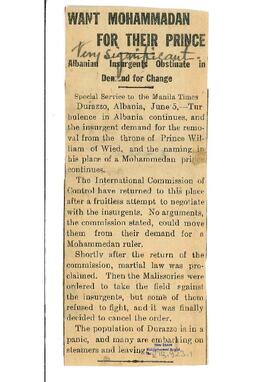 WANT MOHAMMADAN
FOR THEIR PRINCE
Very significant.
Albanian Insurgents Obstinate in
Demand for Change
Special Service to the Manila Times
Durazzo, Albania, June 5.—Tur-
bulence in Albania continues, and
the insurgent demand for the remo-
val from the throne of Prince Wil-
liam of Wied, and the naming in
his place of a Mohammedan prince
continues.
The International Commission of
Control have returned to this place
after a fruitless attempt to negotiate
with the insurgents. No arguments,
the commission stated, could move
them from their demand for a
Mohammedan ruler.
Shortly after the return of the
commission, martial law was pro-
claimed. Then the Malissories were
ordered to take the field against
the insurgents, but some of them
refused to fight, and it was finally
decided to cancel the order.
The population of Durazzo is in a
panic, and many are embarking on
steamers and leaving